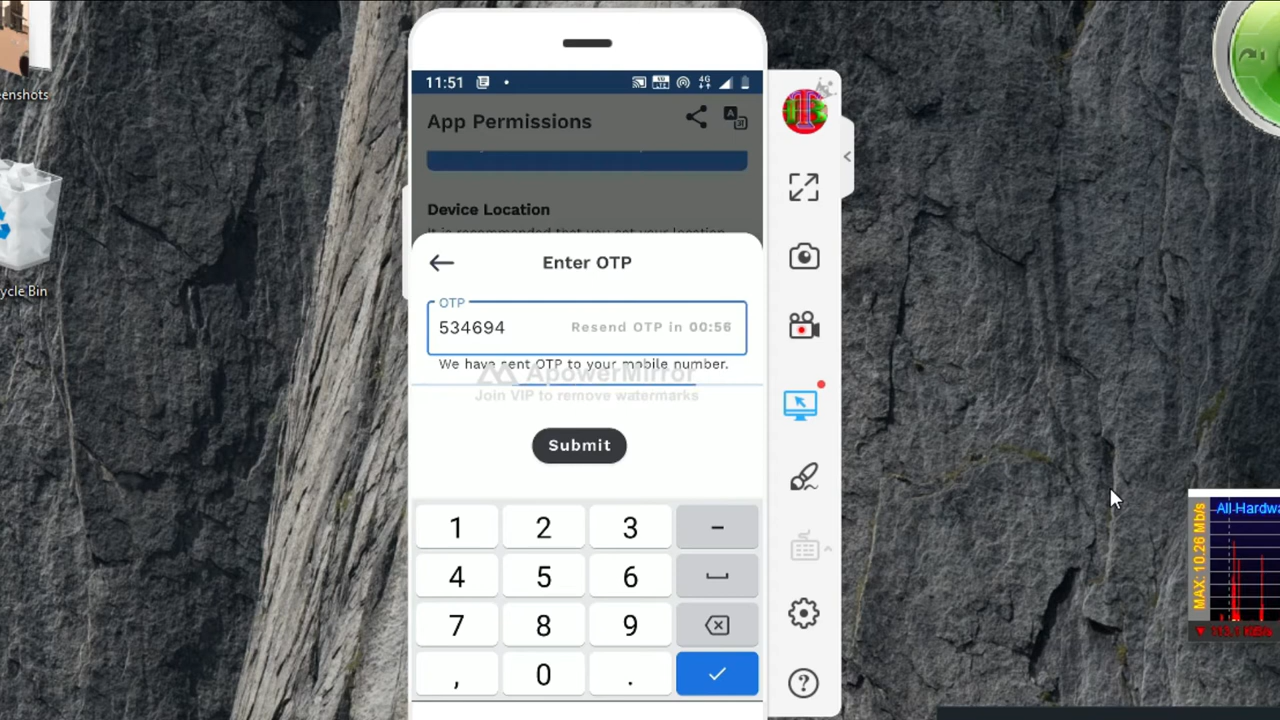 enshots
ycle Bin
11:51
4G
App Permissions
Device Location
It is recommended that you set your location
Enter OTP
OTP
534694
Resend OTP in 00:56
We have sent OTP to your mobile number.
ApowerMirror
Join VIP to remove watermarks
Submit
1 2 3 -
4 5 6
7 8 9
, 0 .
All-Hardwa
MAX: 10.26 Mb/s